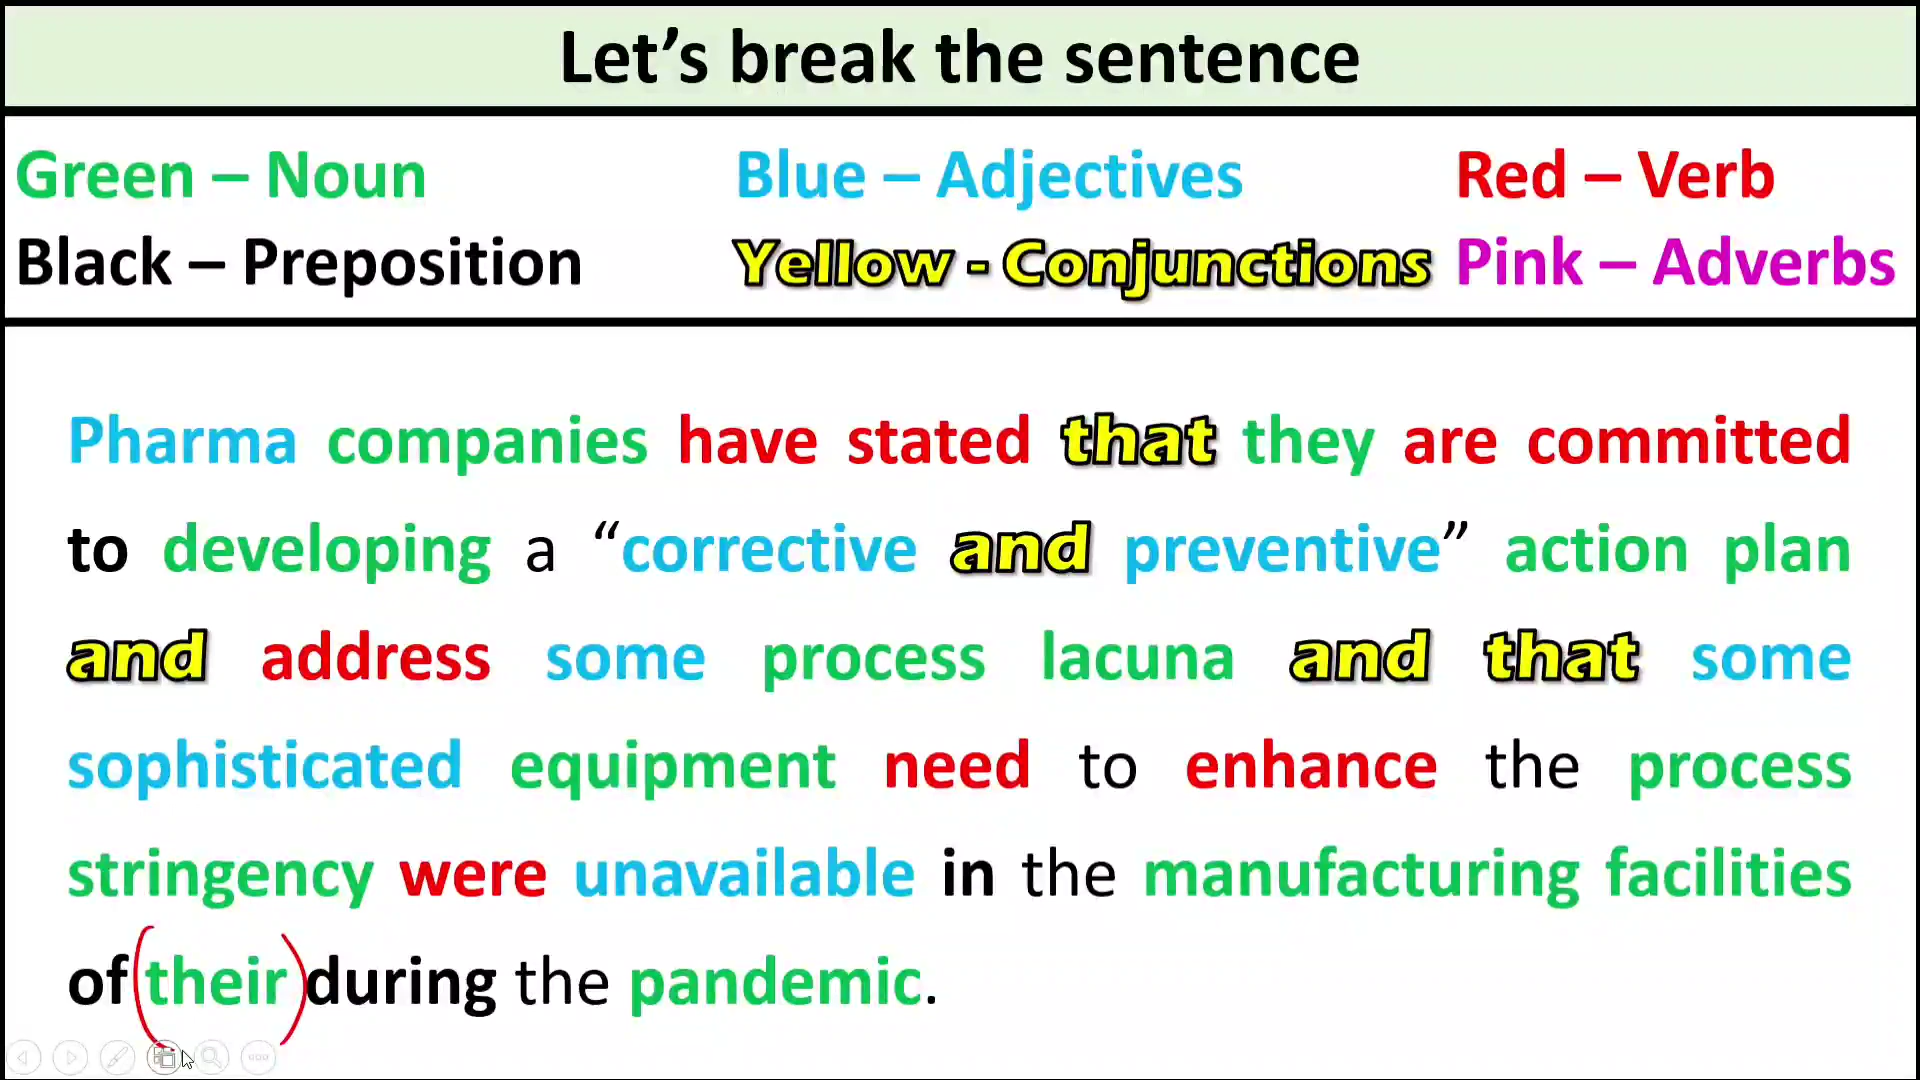 Let’s break the sentence
Green – Noun Blue – Adjectives Red – Verb
Black – Preposition Yellow - Conjunctions Pink – Adverbs
Pharma companies have stated that they are committed
to developing a “corrective and preventive” action plan
and address some process lacuna and that some
sophisticated equipment need to enhance the process
stringency were unavailable in the manufacturing facilities
of their during the pandemic.